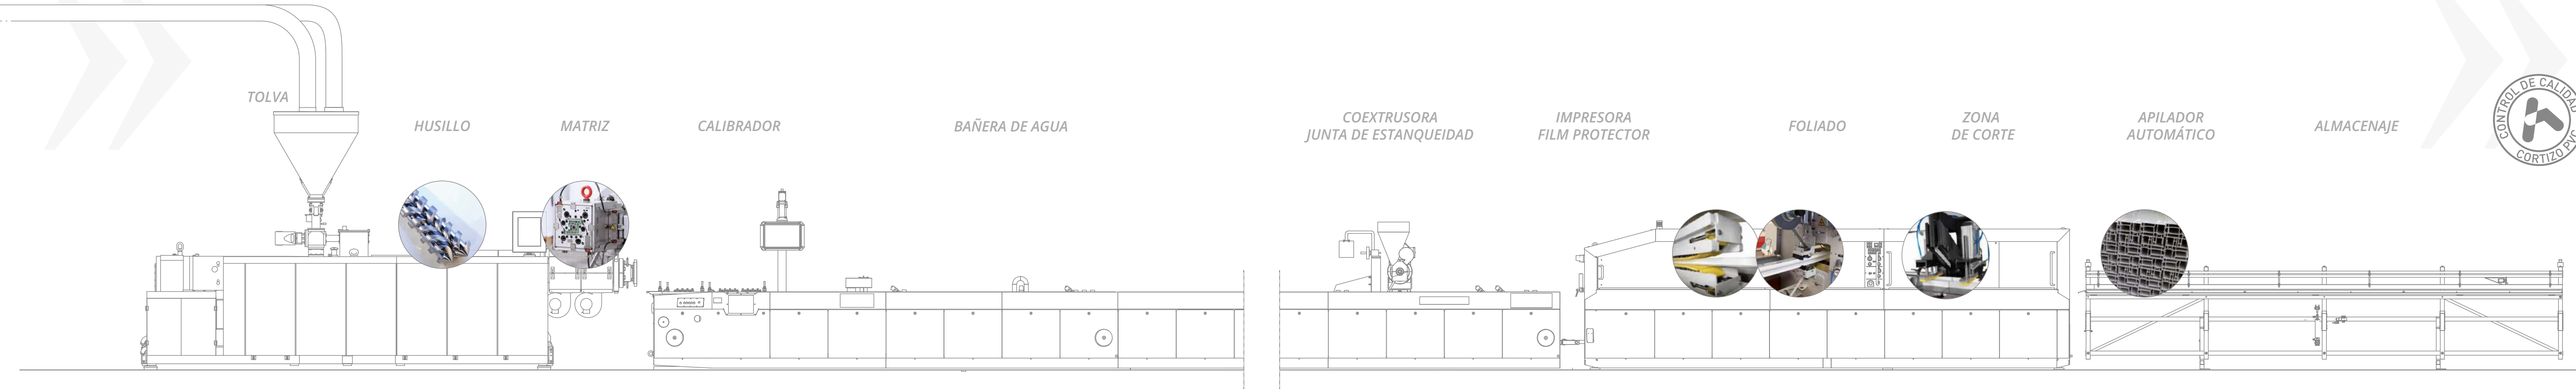 TOLVA
HUSILLO
MATRIZ
CALIBRADOR
BAÑERA DE AGUA
COEXTRUSORA
JUNTA DE ESTANQUEIDAD
IMPRESORA
FILM PROTECTOR
FOLIADO
ZONA
DE CORTE
APILADOR
AUTOMÁTICO
ALMACENAJE
CONTROL DE CALIDAD
CORTIZO PVC